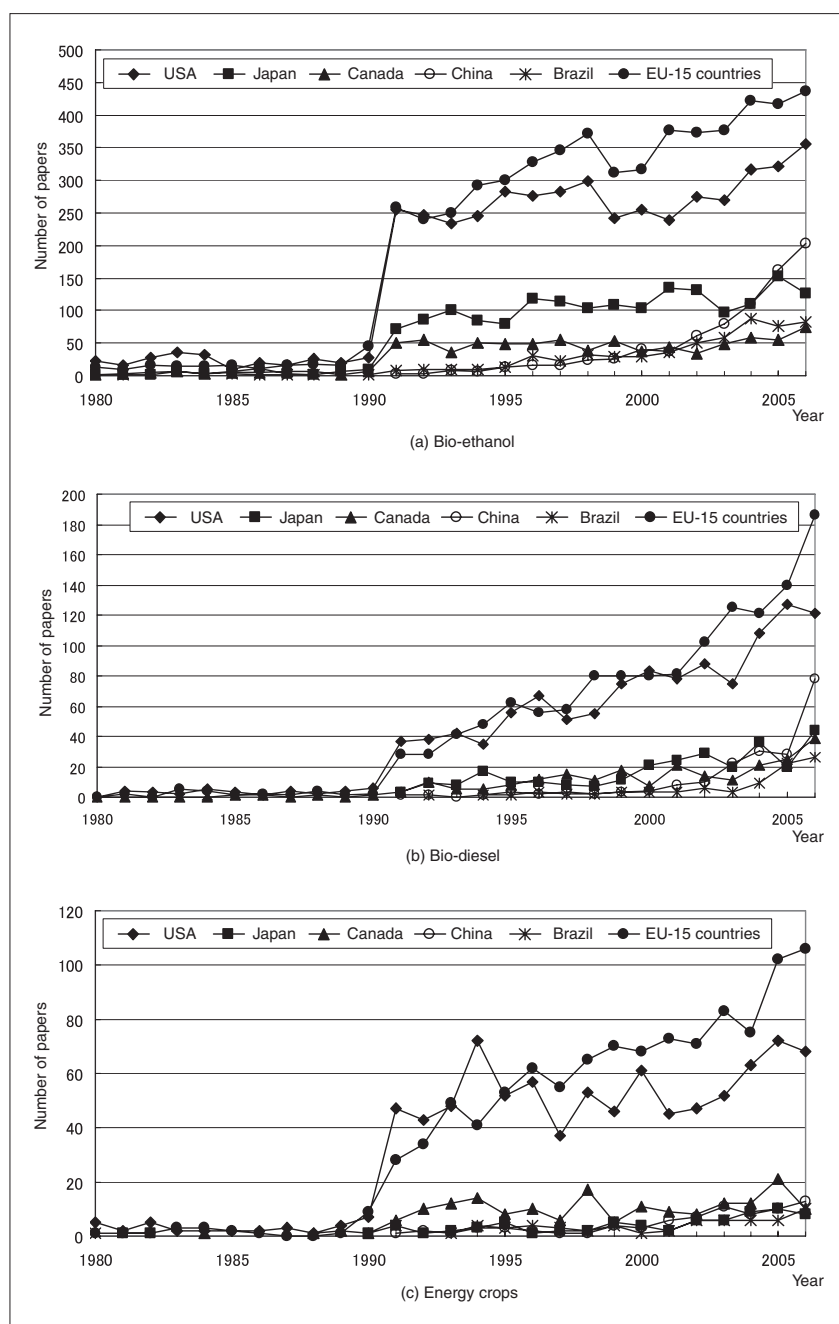 500
450
400
350
300
250
200
150
100
50
0
Number of papers
USA Japan Canada China Brazil EU-15 countries
1980 1985 1990 1995 2000 2005
Year
(a) Bio-ethanol
200
180
160
140
120
100
80
60
40
20
0
Number of papers
USA Japan Canada China Brazil EU-15 countries
1980 1985 1990 1995 2000 2005
Year
(b) Bio-diesel
120
100
80
60
40
20
0
Number of papers
USA Japan Canada China Brazil EU-15 countries
1980 1985 1990 1995 2000 2005
Year
(c) Energy crops